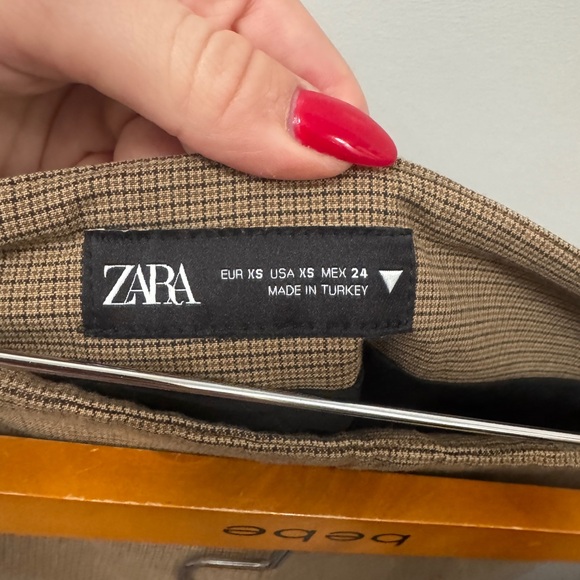 ZARA
EUR XS USA XS MEX 24
MADE IN TURKEY
bebe